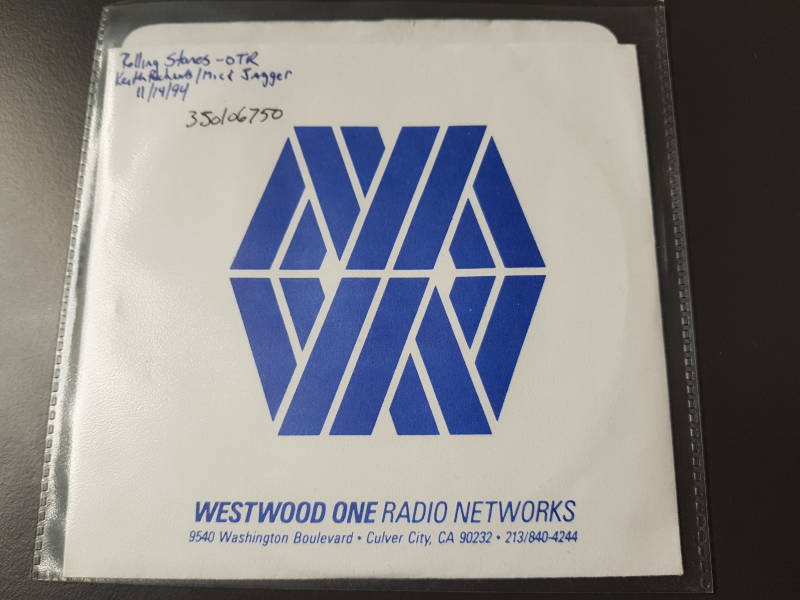 Rolling Stones - OTR
Keith Richards/Mick Jagger
11/14/94
350106750
WESTWOOD ONE RADIO NETWORKS
9540 Washington Boulevard • Culver City, CA 90232 • 213/840-4244